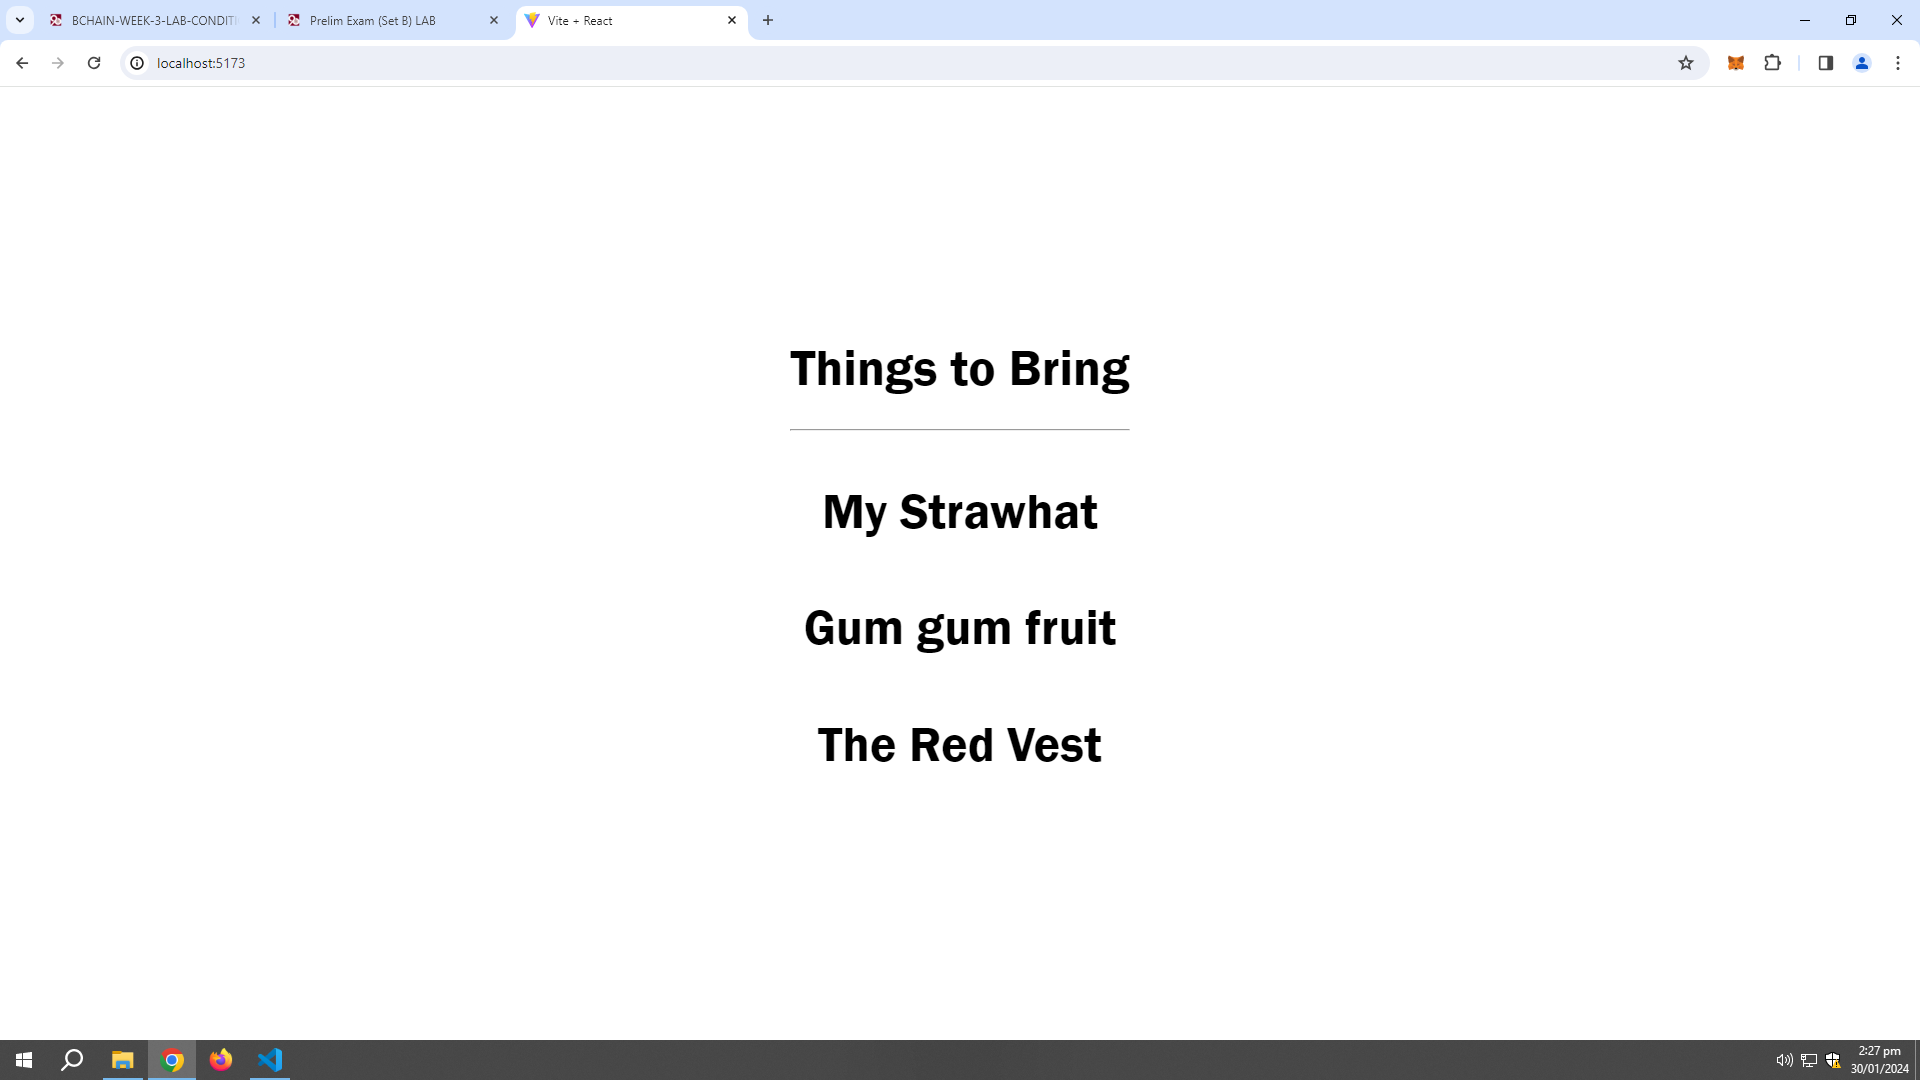 BCHAIN-WEEK-3-LAB-CONDITI
Prelim Exam (Set B) LAB
Vite + React
localhost:5173
Things to Bring
My Strawhat
Gum gum fruit
The Red Vest
2:27 pm
30/01/2024